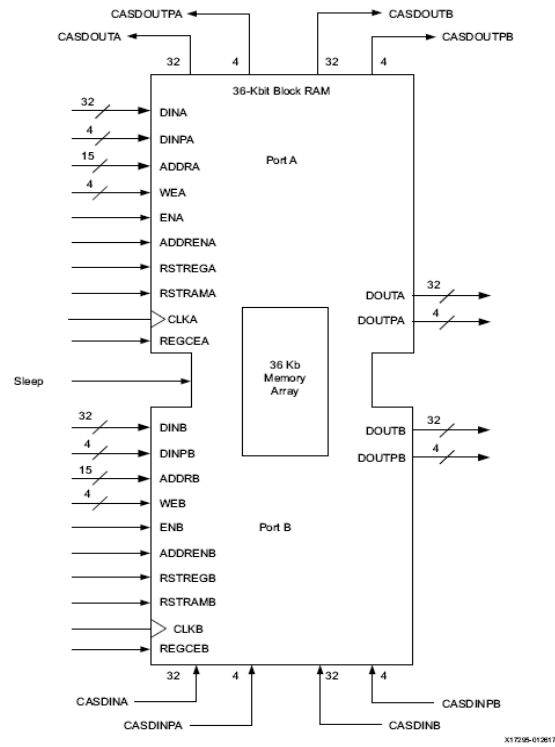 CASDOUTPA
CASDOUTB
CASDOUTA
CASDOUTPB
32 4 32 4
36-Kbit Block RAM
32 DINA
4 DINPA
Port A
15 ADDRA
4 WEA
ENA
ADDRENA
RSTREGA
RSTRAMA
DOUTA 32
DOUTPA 4
CLKA
REGCEA
36 Kb
Memory
Array
Sleep
32 DINB
DOUTB 32
4 DINPB
DOUTPB 4
15 ADDRB
4 WEB
ENB
Port B
ADDRENB
RSTREGB
RSTRAMB
CLKB
REGCEB
32 4 32 4
CASDINA
CASDINPB
CASDINPA
CASDINB
X17295-012617